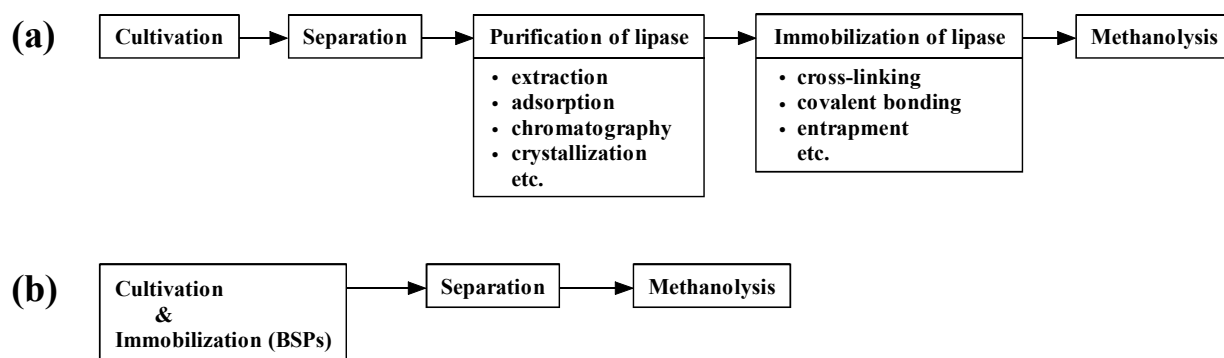 (a)
Cultivation
Separation
Purification of lipase
• extraction
• adsorption
• chromatography
• crystallization
etc.
Immobilization of lipase
• cross-linking
• covalent bonding
• entrapment
etc.
Methanolysis
(b)
Cultivation
&
Immobilization (BSPs)
Separation
Methanolysis